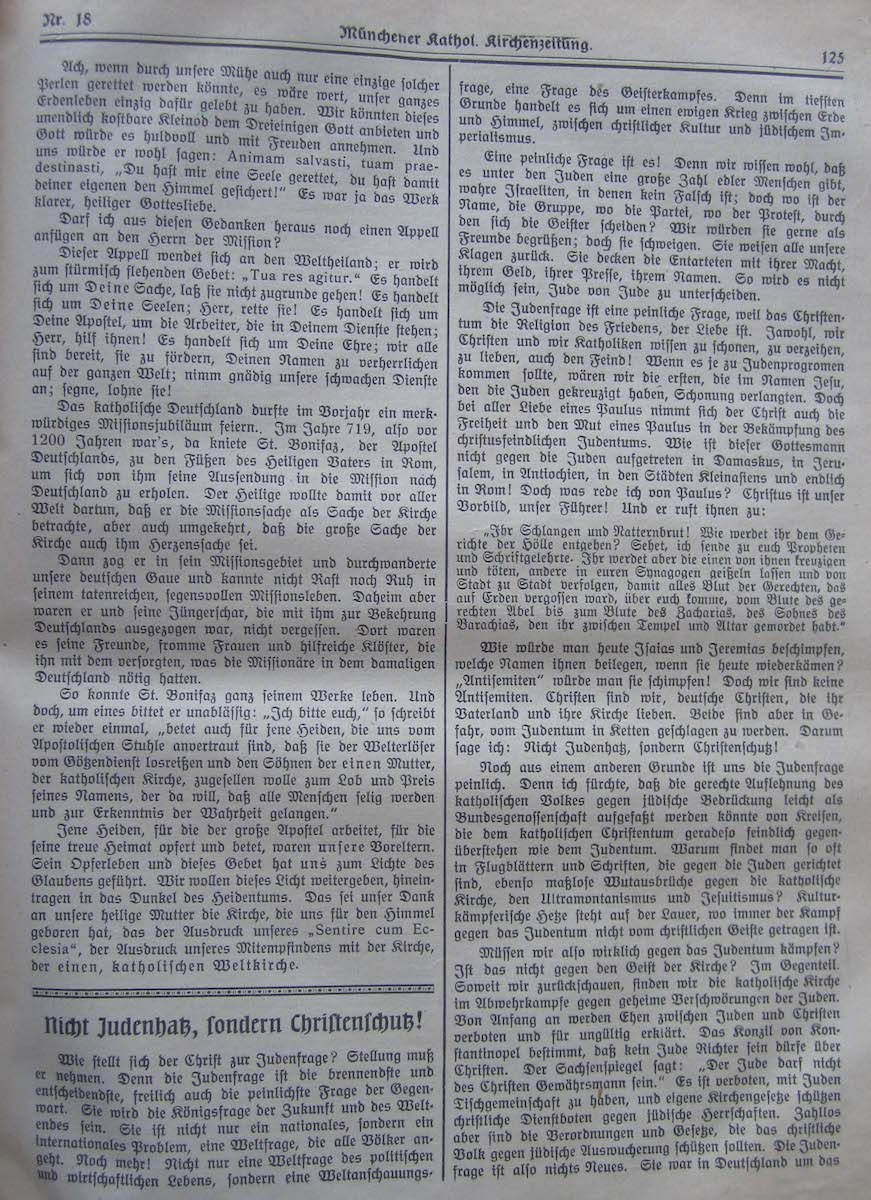 Nr. 18
Münchener Kathol. Kirchenzeitung.
125
Ach, wenn durch unsere Mühe auch nur eine einzige solcher
Perlen gerettet werden könnte, es wäre wert, unser ganzes
Erdenleben einzig dafür gelebt zu haben. Wir könnten dieses
unendlich kostbare Kleinod dem Dreieinigen Gott anbieten und
Gott würde es huldvoll und mit Freuden annehmen. Und
uns würde er wohl sagen: Animam salvasti, tuam prae-
destinasti, „Du hast mir eine Seele gerettet, du hast damit
deiner eigenen den Himmel gesichert!“ Es war ja das Werk
klarer, heiliger Gottesliebe.
Darf ich aus diesen Gedanken heraus noch einen Appell
anfügen an den Herrn der Mission?
Dieser Appell wendet sich an den Weltheiland; er wird
zum stürmisch flehenden Gebet: „Tua res agitur.“ Es handelt
sich um Deine Sache, laß sie nicht zugrunde gehen! Es handelt
sich um Deine Seelen; Herr, rette sie! Es handelt sich um
Deine Apostel, um die Arbeiter, die in Deinem Dienste stehen;
Herr, hilf ihnen! Es handelt sich um Deine Ehre; wir alle
sind bereit, sie zu fördern, Deinen Namen zu verherrlichen
auf der ganzen Welt; nimm gnädig unsere schwachen Dienste
an; segne, lohne sie!
Das katholische Deutschland durfte im Vorjahr ein merk-
würdiges Missionsjubiläum feiern. Im Jahre 719, also vor
1200 Jahren war's, da kniete St. Bonifaz, der Apostel
Deutschlands, zu den Füßen des Heiligen Vaters in Rom,
um sich von ihm seine Aussendung in die Mission nach
Deutschland zu erholen. Der Heilige wollte damit vor aller
Welt dartun, daß er die Missionssache als Sache der Kirche
betrachte, aber auch umgekehrt, daß die große Sache der
Kirche auch ihm Herzenssache sei.
Dann zog er in sein Missionsgebiet und durchwanderte
unsere deutschen Gaue und kannte nicht Rast noch Ruh in
seinem tatenreichen, segensvollen Missionsleben. Daheim aber
waren er und seine Jüngerschar, die mit ihm zur Bekehrung
Deutschlands ausgezogen war, nicht vergessen. Dort waren
es seine Freunde, fromme Frauen und hilfreiche Klöster, die
ihn mit dem versorgten, was die Missionäre in dem damaligen
Deutschland nötig hatten.
So konnte St. Bonifaz ganz seinem Werke leben. Und
doch, um eines bittet er unablässig: „Ich bitte euch,“ so schreibt
er wieder einmal, „betet auch für jene Heiden, die uns vom
Apostolischen Stuhle anvertraut sind, daß sie der Welterlöser
vom Götzendienst losreißen und den Söhnen der einen Mutter,
der katholischen Kirche, zugesellen wolle zum Lob und Preis
seines Namens, der da will, daß alle Menschen selig werden
und zur Erkenntnis der Wahrheit gelangen.“
Jene Heiden, für die der große Apostel arbeitet, für die
seine treue Heimat opfert und betet, waren unsere Voreltern.
Sein Opferleben und dieses Gebet hat uns zum Lichte des
Glaubens geführt. Wir wollen dieses Licht weitergeben, hinein-
tragen in das Dunkel des Heidentums. Das sei unser Dank
an unsere heilige Mutter die Kirche, die uns für den Himmel
geboren hat, das der Ausdruck unseres „Sentire cum Ec-
clesia“, der Ausdruck unseres Mitempfindens mit der Kirche,
der einen, katholischen Weltkirche.
Nicht Judenhatz, sondern Christenschutz!
Wie stellt sich der Christ zur Judenfrage? Stellung muß
er nehmen. Denn die Judenfrage ist die brennendste und
entscheidendste, freilich auch die peinlichste Frage der Gegen-
wart. Sie wird die Königsfrage der Zukunft und des Welt-
endes sein. Sie ist nicht nur ein nationales, sondern ein
internationales Problem, eine Weltfrage, die alle Völker an-
geht. Noch mehr! Nicht nur eine Weltfrage des politischen
und wirtschaftlichen Lebens, sondern eine Weltanschauungs-
frage, eine Frage des Geisterkampfes. Denn im tiefsten
Grunde handelt es sich um einen ewigen Krieg zwischen Erde
und Himmel, zwischen christlicher Kultur und jüdischem Im-
perialismus.
Eine peinliche Frage ist es! Denn wir wissen wohl, daß
es unter den Juden eine große Zahl edler Menschen gibt,
wahre Israeliten, in denen kein Falsch ist; doch wo ist der
Name, die Gruppe, wo die Partei, wo der Protest, durch
den sich die Geister scheiden? Wir würden sie gerne als
Freunde begrüßen; doch sie schweigen. Sie weisen alle unsere
Klagen zurück. Sie decken die Entarteten mit ihrer Macht,
ihrem Geld, ihrer Presse, ihrem Namen. So wird es nicht
möglich sein, Jude von Jude zu unterscheiden.
Die Judenfrage ist eine peinliche Frage, weil das Christen-
tum die Religion des Friedens, der Liebe ist. Jawohl, wir
Christen und wir Katholiken wissen zu schonen, zu verzeihen,
zu lieben, auch den Feind! Wenn es je zu Judenprogromen
kommen sollte, wären wir die ersten, die im Namen Jesu,
den die Juden gekreuzigt haben, Schonung verlangten. Doch
bei aller Liebe eines Paulus nimmt sich der Christ auch die
Freiheit und den Mut eines Paulus in der Bekämpfung des
christusfeindlichen Judentums. Wie ist dieser Gottesmann
nicht gegen die Juden aufgetreten in Damaskus, in Jeru-
salem, in Antiochien, in den Städten Kleinasiens und endlich
in Rom! Doch was rede ich von Paulus? Christus ist unser
Vorbild, unser Führer! Und er ruft ihnen zu:
„Ihr Schlangen und Natternbrut! Wie werdet ihr dem Ge-
richte der Hölle entgehen? Sehet, ich sende zu euch Propheten
und Schriftgelehrte. Ihr werdet aber die einen von ihnen kreuzigen
und töten, andere in euren Synagogen geißeln lassen und von
Stadt zu Stadt verfolgen, damit alles Blut der Gerechten, das
auf Erden vergossen ward, über euch komme, vom Blute des ge-
rechten Abel bis zum Blute des Zacharias, des Sohnes des
Barachias, den ihr zwischen Tempel und Altar gemordet habt.“
Wie würde man heute Isaias und Jeremias beschimpfen,
welche Namen ihnen beilegen, wenn sie heute wiederkämen?
„Antisemiten“ würde man sie schimpfen! Doch wir sind keine
Antisemiten. Christen sind wir, deutsche Christen, die ihr
Vaterland und ihre Kirche lieben. Beide sind aber in Ge-
fahr, vom Judentum in Ketten geschlagen zu werden. Darum
sage ich: Nicht Judenhatz, sondern Christenschutz!
Noch aus einem anderen Grunde ist uns die Judenfrage
peinlich. Denn ich fürchte, daß die gerechte Auflehnung des
katholischen Volkes gegen jüdische Bedrückung leicht als
Bundesgenossenschaft aufgefaßt werden könnte von Kreisen,
die dem katholischen Christentum geradeso feindlich gegen-
überstehen wie dem Judentum. Warum findet man so oft
in Flugblättern und Schriften, die gegen die Juden gerichtet
sind, ebenso maßlose Wutausbrüche gegen die katholische
Kirche, den Ultramontanismus und Jesuitismus? Kultur-
kämpferische Hetze steht auf der Lauer, wo immer der Kampf
gegen das Judentum nicht vom christlichen Geiste getragen ist.
Müssen wir also wirklich gegen das Judentum kämpfen?
Ist das nicht gegen den Geist der Kirche? Im Gegenteil.
Soweit wir zurückschauen, finden wir die katholische Kirche
im Abwehrkampfe gegen geheime Verschwörungen der Juden.
Von Anfang an werden Ehen zwischen Juden und Christen
verboten und für ungültig erklärt. Das Konzil von Kon-
stantinopel bestimmt, daß kein Jude Richter sein dürfe über
Christen. Der Sachsenspiegel sagt: „Der Jude darf nicht
des Christen Gewährsmann sein.“ Es ist verboten, mit Juden
Tischgemeinschaft zu haben, und eigene Kirchengesetze schützen
christliche Dienstboten gegen jüdische Herrschaften. Zahllos
aber sind die Verordnungen und Gesetze, die das christliche
Volk gegen jüdische Auswucherung schützen sollten. Die Juden-
frage ist also nichts Neues. Sie war in Deutschland um das